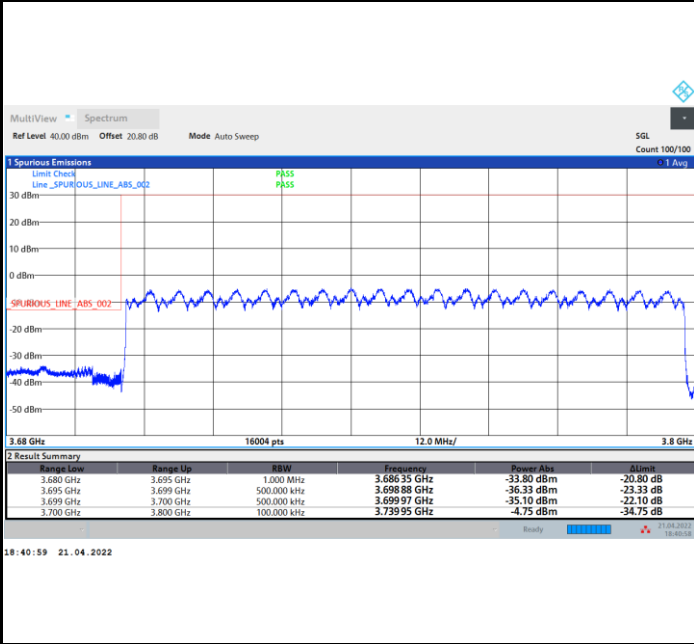 MultiView Spectrum
Ref Level 40.00 dBm Offset 20.80 dB Mode Auto Sweep SGL
Count 100/100
1 Spurious Emissions 1 Avg
Limit Check PASS
Line _SPURIOUS_LINE_ABS_002 PASS
30 dBm
20 dBm
10 dBm
0 dBm
_SPURIOUS_LINE_ABS_002
-20 dBm
-30 dBm
-40 dBm
-50 dBm
3.68 GHz 16004 pts 12.0 MHz/ 3.8 GHz
2 Result Summary
Range Low Range Up RBW Frequency Power Abs ΔLimit
3.680 GHz 3.695 GHz 1.000 MHz 3.686 35 GHz -33.80 dBm -20.80 dB
3.695 GHz 3.699 GHz 500.000 kHz 3.698 88 GHz -36.33 dBm -23.33 dB
3.699 GHz 3.700 GHz 500.000 kHz 3.699 97 GHz -35.10 dBm -22.10 dB
3.700 GHz 3.800 GHz 100.000 kHz 3.739 95 GHz -4.75 dBm -34.75 dB
Ready 21.04.2022
18:40:58
18:40:59 21.04.2022